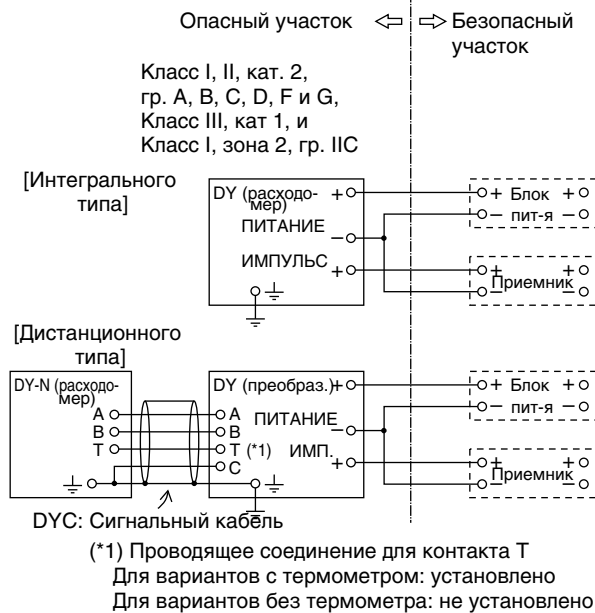 Опасный участок ⇦ ⇨ Безопасный
участок
Класс I, II, кат. 2,
гр. A, B, C, D, F и G,
Класс III, кат 1, и
Класс I, зона 2, гр. IIC
[Интегрального
типа]
DY (расходо-
мер)
+
ПИТАНИЕ
−
ИМПУЛЬС
+
+ Блок +
− пит-я −
+ Приемник +
− −
[Дистанционного
типа]
DY-N (расходо-
мер)
A
B
T
DY (преобраз.) +
A
B
T (*1)
C
ПИТАНИЕ
−
ИМП.
+
+ Блок +
− пит-я −
+ Приемник +
− −
DYC: Сигнальный кабель
(*1) Проводящее соединение для контакта T
Для вариантов с термометром: установлено
Для вариантов без термометра: не установлено